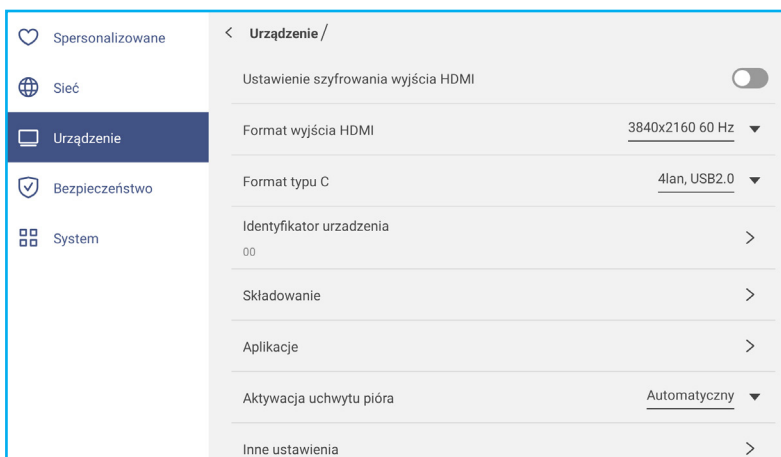 Spersonalizowane
Sieć
Urządzenie
Bezpieczeństwo
System
Urządzenie /
Ustawienie szyfrowania wyjścia HDMI
Format wyjścia HDMI 3840x2160 60 Hz
Format typu C 4lan, USB2.0
Identyfikator urzadzenia
00
Składowanie
Aplikacje
Aktywacja uchwytu pióra Automatyczny
Inne ustawienia